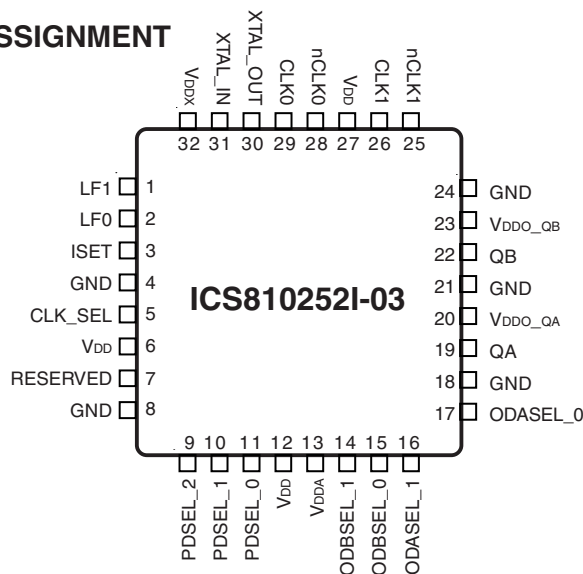 SSIGNMENT
VDDX
XTAL_IN
XTAL_OUT
CLK0
nCLK0
VDD
CLK1
nCLK1
32 31 30 29 28 27 26 25
LF1 1
LF0 2
ISET 3
GND 4
CLK_SEL 5
VDD 6
RESERVED 7
GND 8
ICS810252I-03
24 GND
23 VDDO_QB
22 QB
21 GND
20 VDDO_QA
19 QA
18 GND
17 ODASEL_0
9 10 11 12 13 14 15 16
PDSEL_2
PDSEL_1
PDSEL_0
VDD
VDDA
ODBSEL_1
ODBSEL_0
ODASEL_1